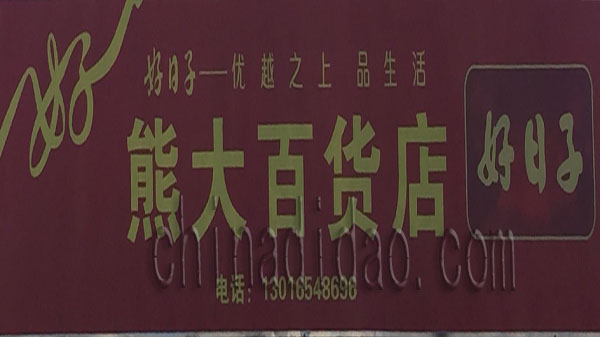 好
好日子——优越之上 品生活
熊大百货店
好日子
chinadidao.com
电话：13016548696